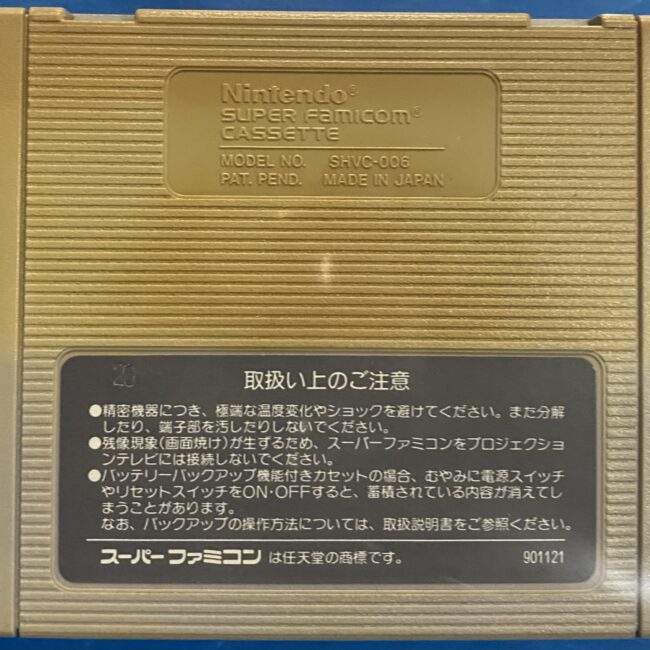 Nintendo®
SUPER FAMICOM®
CASSETTE
MODEL NO. SHVC-006
PAT. PEND. MADE IN JAPAN
20
取扱い上のご注意
●精密機器につき、極端な温度変化やショックを避けてください。また分解
したり、端子部を汚したりしないでください。
●残像現象(画面焼け)が生ずるため、スーパーファミコンをプロジェクショ
ンテレビには接続しないでください。
●バッテリーバックアップ機能付きカセットの場合、むやみに電源スイッチ
やリセットスイッチをON・OFFすると、蓄積されている内容が消えてし
まうことがあります。
なお、バックアップの操作方法については、取扱説明書をご参照ください。
スーパーファミコン は任天堂の商標です。 901121